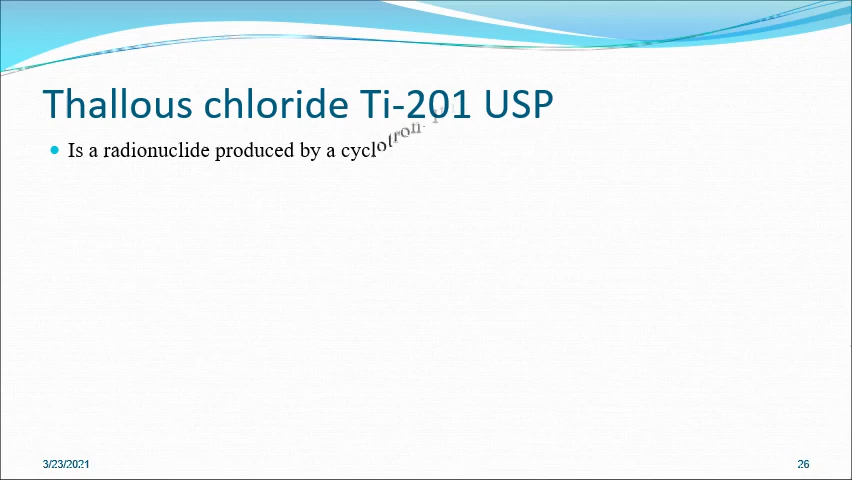 Thallous chloride Ti-201 USP
Is a radionuclide produced by a cyclotron-
3/23/2021
26